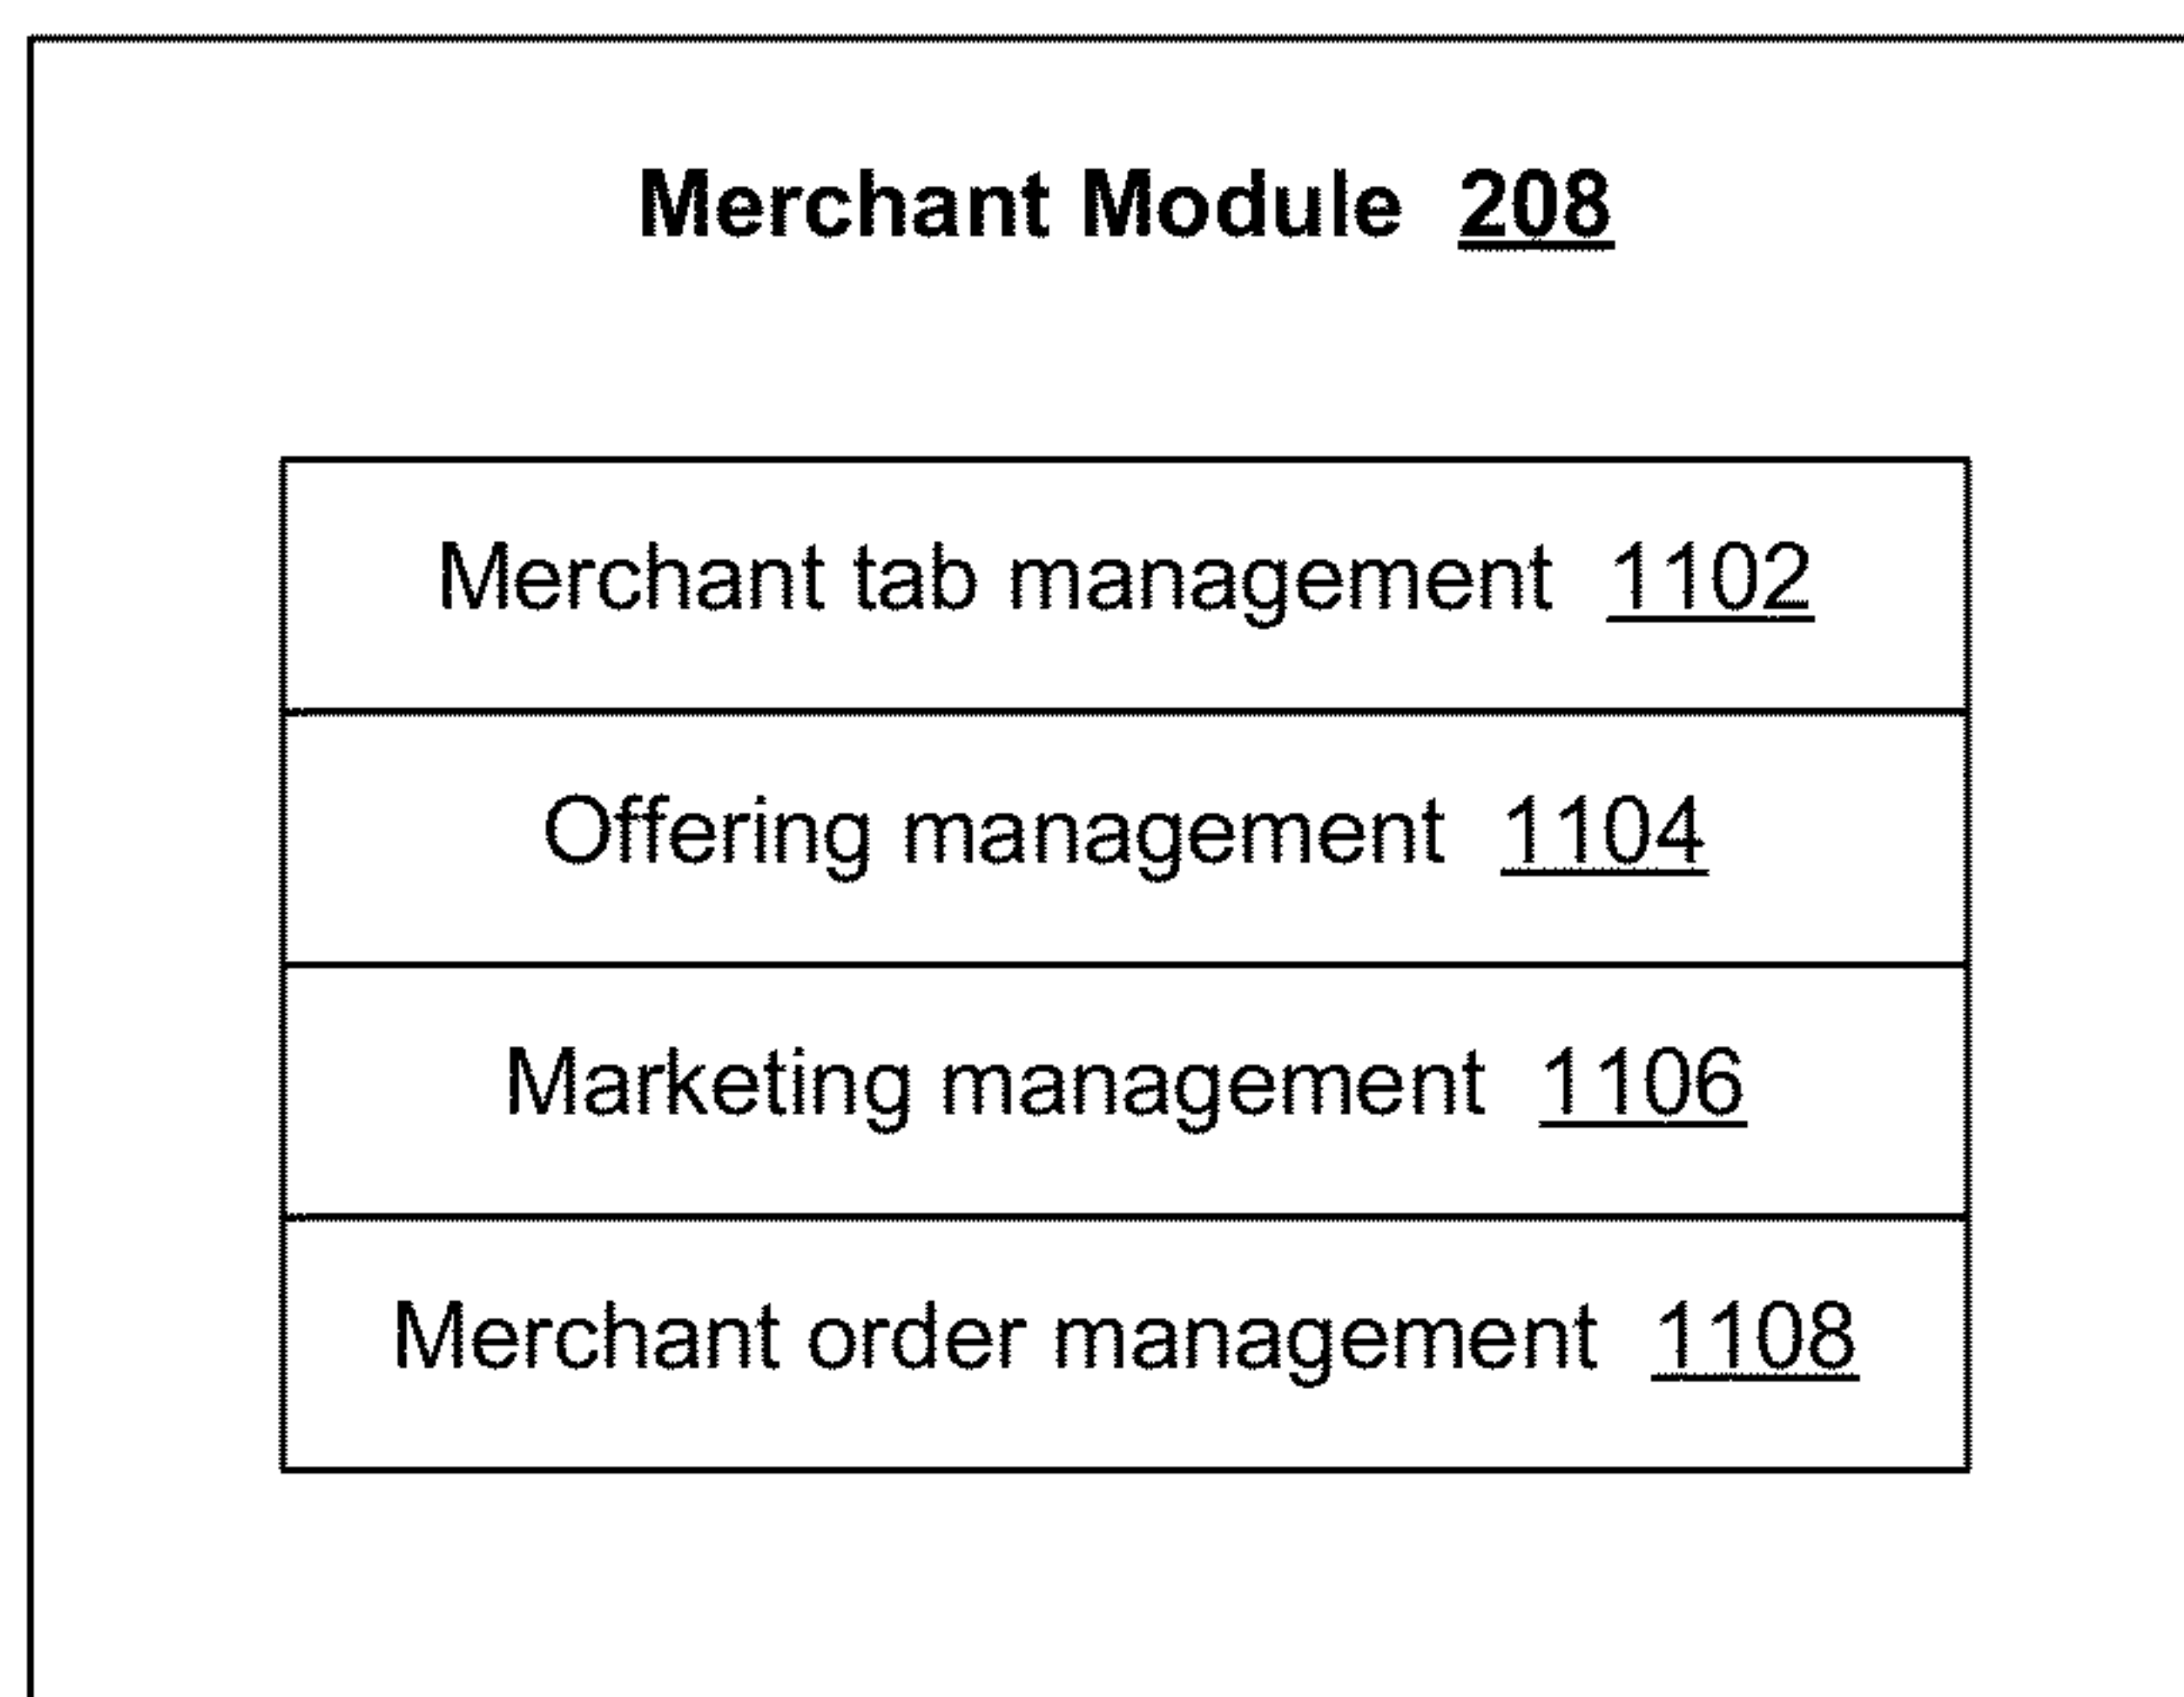 Merchant Module 208
Merchant tab management 1102
Offering management 1104
Marketing management 1106
Merchant order management 1108